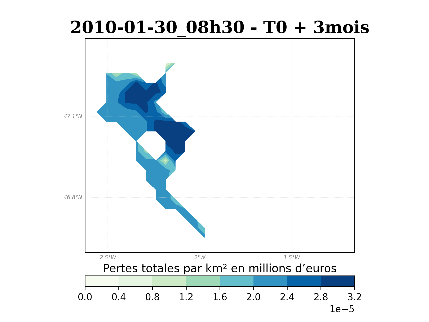 2010-01-30_08h30 - T0 + 3mois
Pertes totales par km² en millions d'euros
0.0 0.4 0.8 1.2 1.6 2.0 2.4 2.8 3.2
1e−5